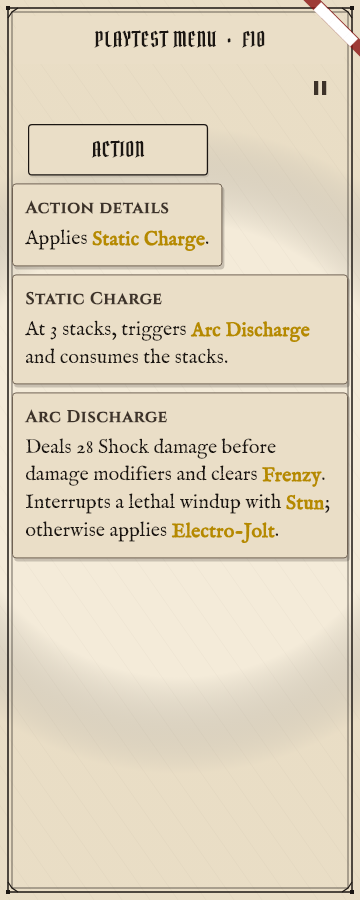 PLAYTEST MENU · F10
ACTION
Action details
Applies Static Charge.
Static Charge
At 3 stacks, triggers Arc Discharge
and consumes the stacks.
Arc Discharge
Deals 28 Shock damage before
damage modifiers and clears Frenzy.
Interrupts a lethal windup with Stun;
otherwise applies Electro-Jolt.